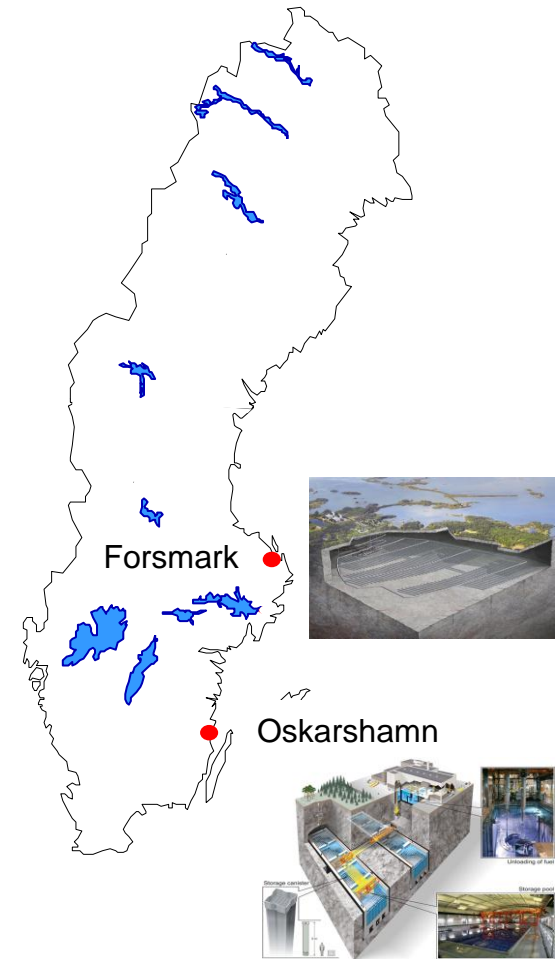 Forsmark
Oskarshamn
Unloading of fuel
Storage canister
Storage pool